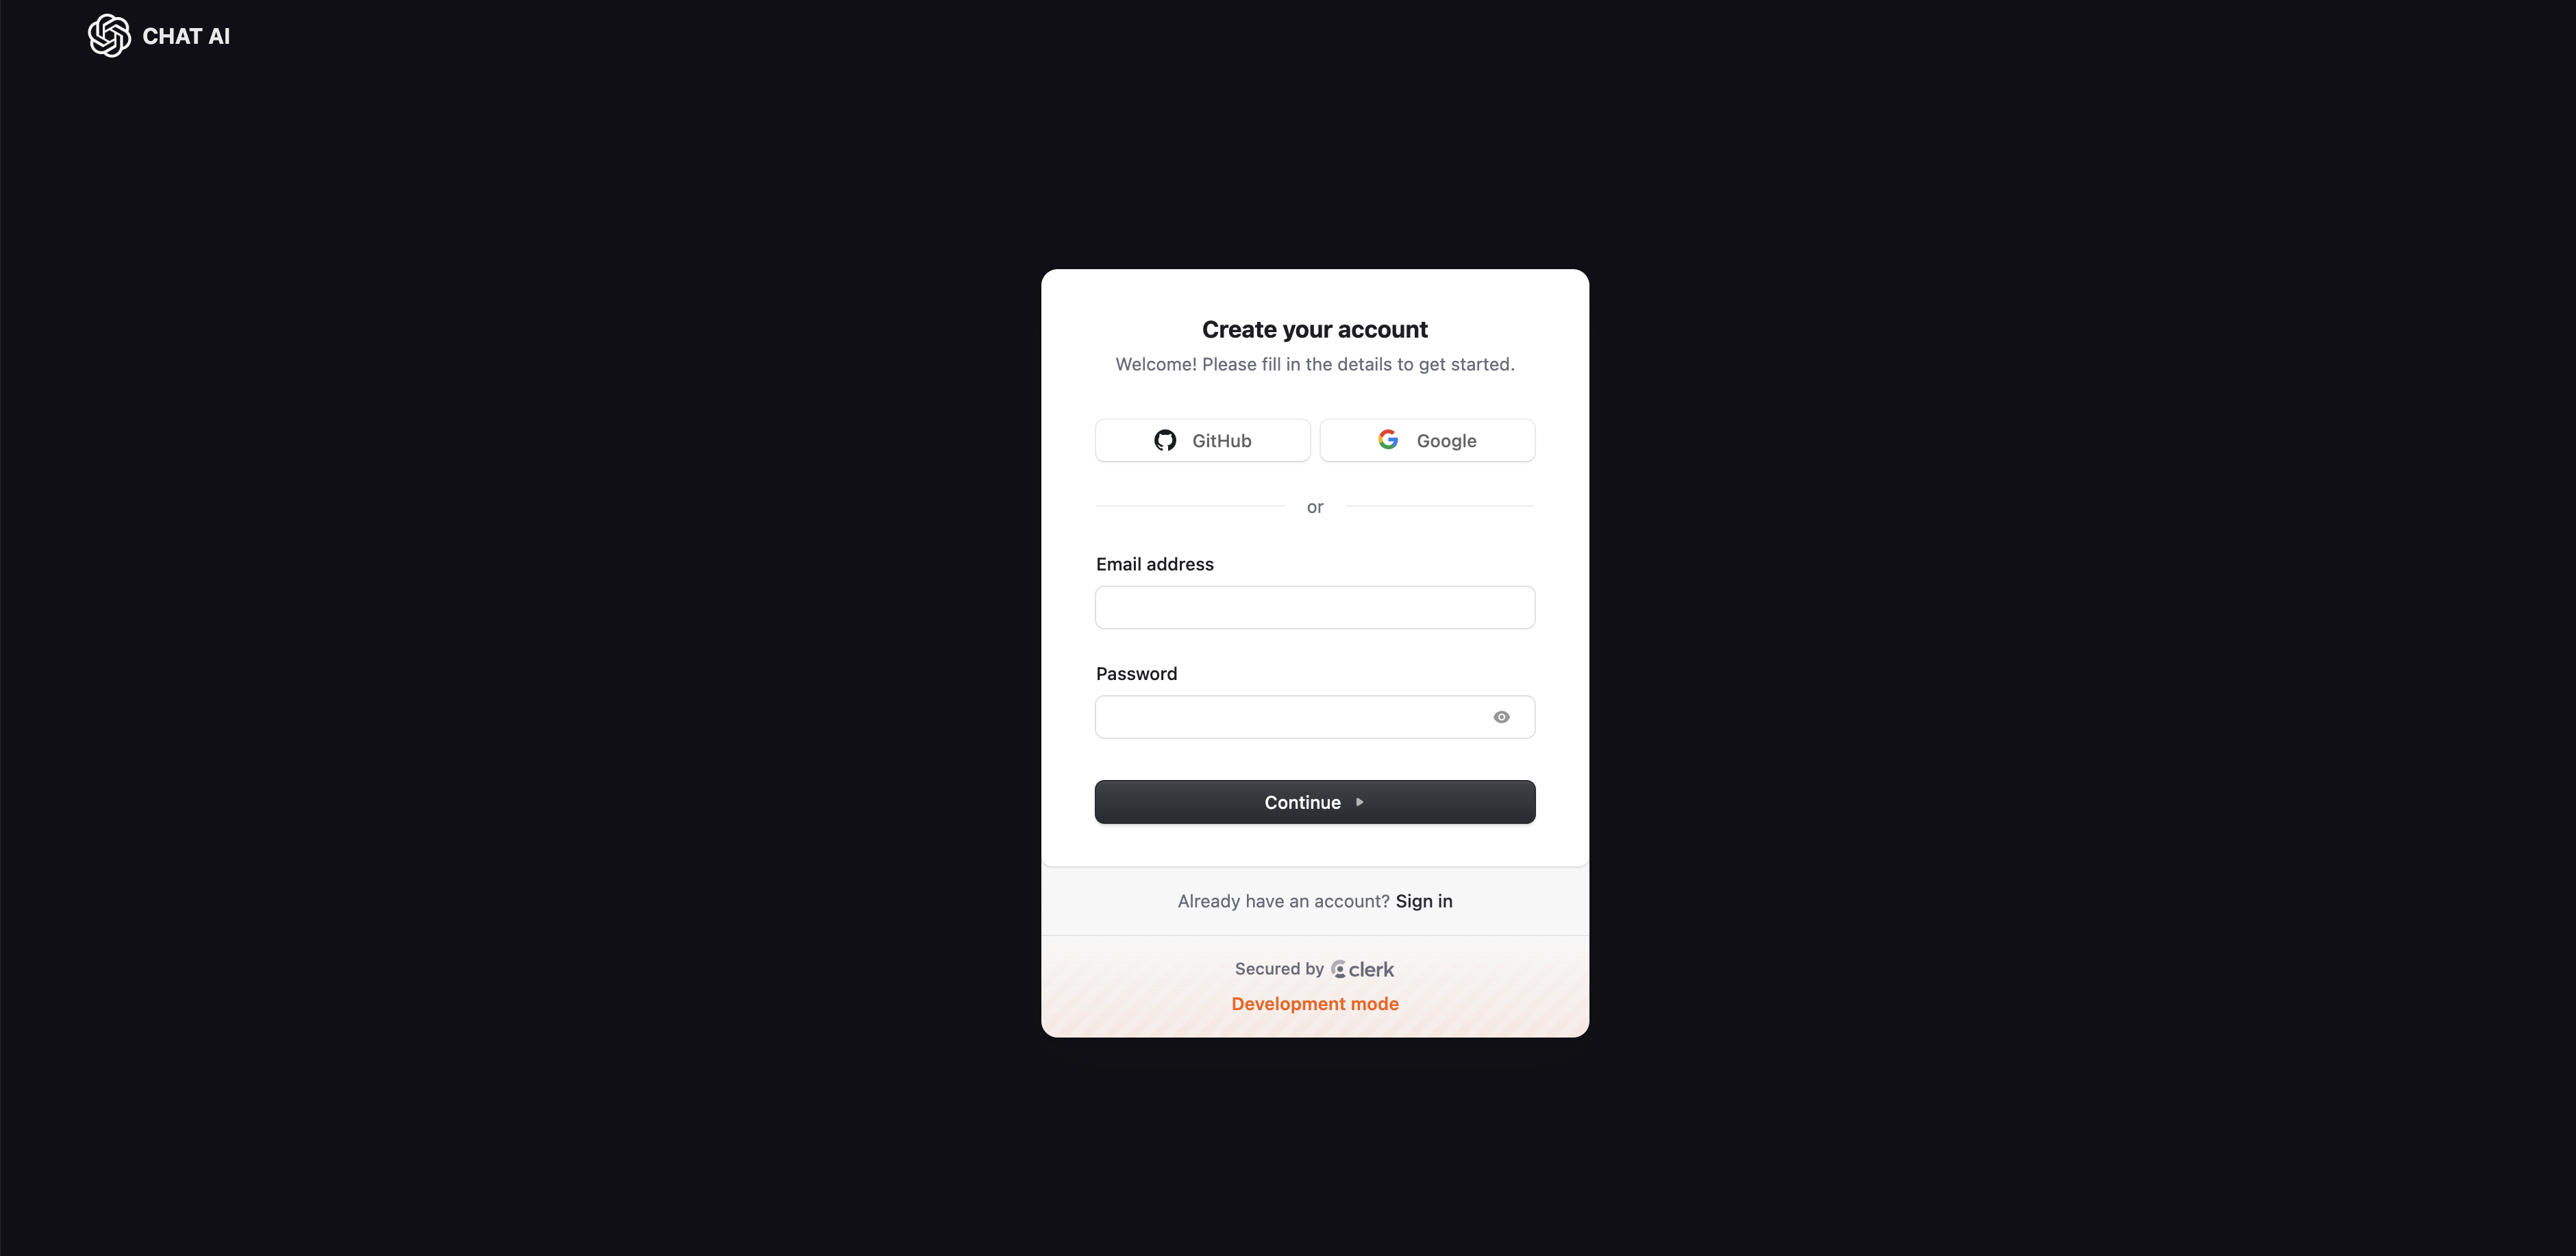 CHAT AI
Create your account
Welcome! Please fill in the details to get started.
GitHub
Google
or
Email address
Password
Continue
Already have an account? Sign in
Secured by clerk
Development mode